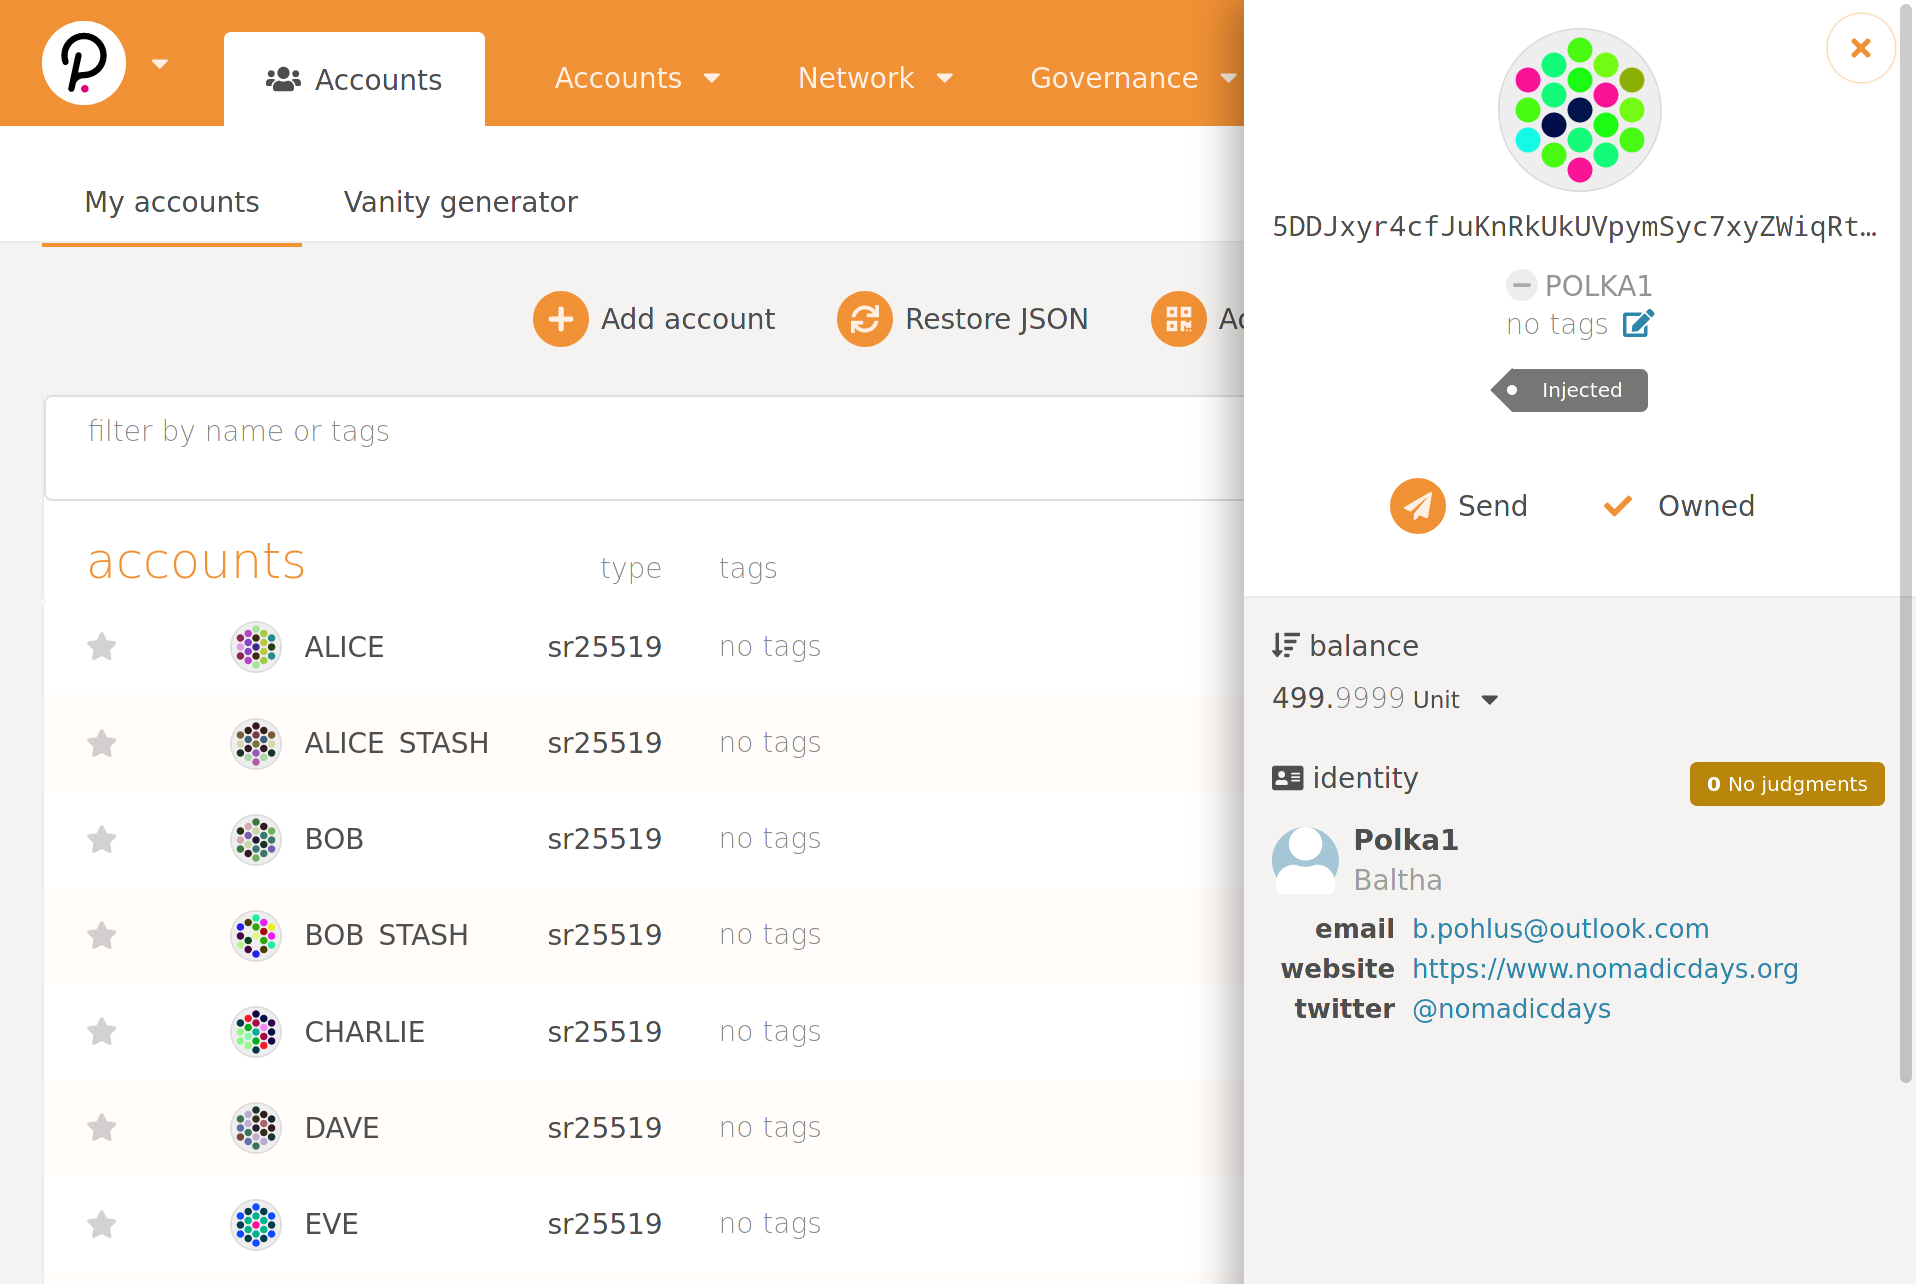 Accounts
Accounts
Network
Governance
My accounts
Vanity generator
Add account
Restore JSON
filter by name or tags
accounts type tags
ALICE sr25519 no tags
ALICE STASH sr25519 no tags
BOB sr25519 no tags
BOB STASH sr25519 no tags
CHARLIE sr25519 no tags
DAVE sr25519 no tags
EVE sr25519 no tags
5DDJxyr4cfJuKnRkUkUVpymSyc7xyZWiqRt…
POLKA1
no tags
Injected
Send
Owned
balance
499.9999 Unit
identity
0 No judgments
Polka1
Baltha
email b.pohlus@outlook.com
website https://www.nomadicdays.org
twitter @nomadicdays